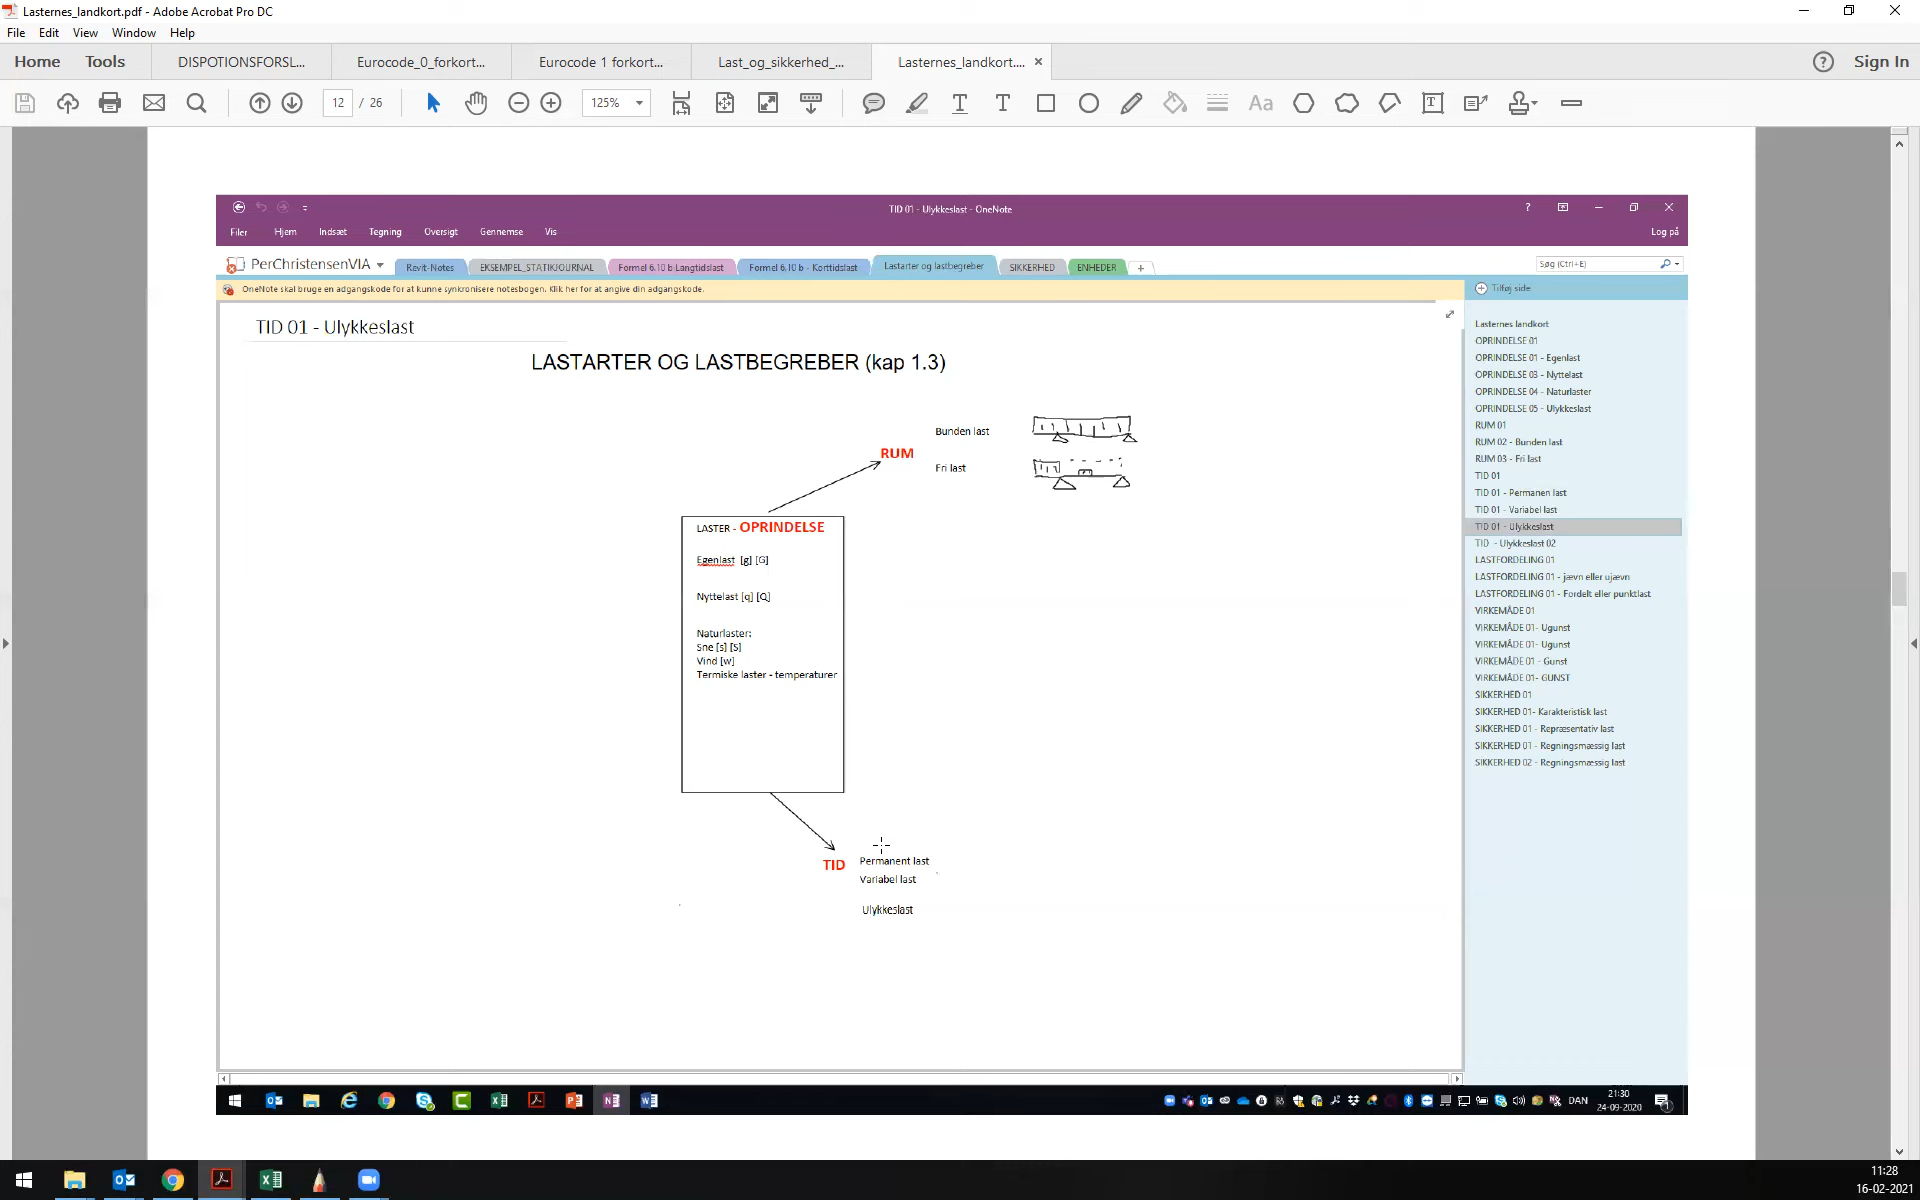 Lasternes_landkort.pdf - Adobe Acrobat Pro DC
File Edit View Window Help
Home Tools DISPOTIONSFORSL... Eurocode_0_forkort... Eurocode 1 forkort... Last_og_sikkerhed_... Lasternes_landkort.... Sign In
12 / 26 125%
TID 01 - Ulykkeslast - OneNote
Filer Hjem Indsæt Tegning Oversigt Gennemse Vis Log på
PerChristensenVIA Revit-Notes EKSEMPEL_STATIKJOURNAL Formel 6.10 b Langtidslast Formel 6.10 b - Korttidslast Lastarter og lastbegreber SIKKERHED ENHEDER Søg (Ctrl+E)
OneNote skal bruge en adgangskode for at kunne synkronisere notesbogen. Klik her for at angive din adgangskode.
TID 01 - Ulykkeslast
LASTARTER OG LASTBEGREBER (kap 1.3)
Bunden last
RUM
Fri last
LASTER - OPRINDELSE
Egenlast [g] [G]
Nyttelast [q] [Q]
Naturlaster:
Sne [s] [S]
Vind [w]
Termiske laster - temperaturer
TID
Permanent last
Variabel last
Ulykkeslast
Tilføj side
Lasternes landkort
OPRINDELSE 01
OPRINDELSE 01 - Egenlast
OPRINDELSE 03 - Nyttelast
OPRINDELSE 04 - Naturlaster
OPRINDELSE 05 - Ulykkeslast
RUM 01
RUM 02 - Bunden last
RUM 03 - Fri last
TID 01
TID 01 - Permanen last
TID 01 - Variabel last
TID 01 - Ulykkeslast
TID - Ulykkeslast 02
LASTFORDELING 01
LASTFORDELING 01 - jævn eller ujævn
LASTFORDELING 01 - Fordelt eller punktlast
VIRKEMÅDE 01
VIRKEMÅDE 01- Ugunst
VIRKEMÅDE 01- Ugunst
VIRKEMÅDE 01 - Gunst
VIRKEMÅDE 01- GUNST
SIKKERHED 01
SIKKERHED 01- Karakteristisk last
SIKKERHED 01 - Repræsentativ last
SIKKERHED 01 - Regningsmæssig last
SIKKERHED 02 - Regningsmæssig last
DAN
21:30
24-09-2020
11:28
16-02-2021